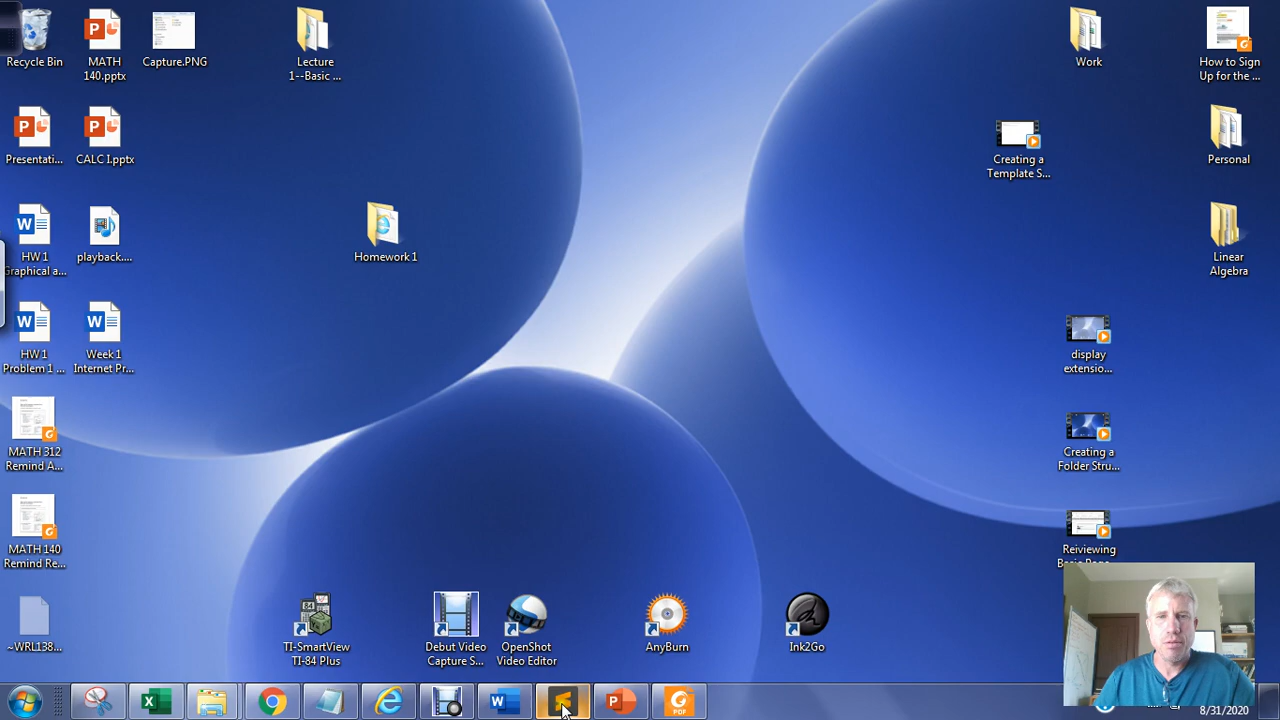 Recycle Bin
MATH
140.pptx
Capture.PNG
Lecture
1--Basic ...
Work
How to Sign
Up for the ...
Presentati...
CALC I.pptx
Creating a
Template S...
Personal
HW 1
Graphical a...
playback....
Homework 1
Linear
Algebra
HW 1
Problem 1 ...
Week 1
Internet Pr...
display
extensio...
MATH 312
Remind A...
Creating a
Folder Stru...
MATH 140
Remind Re...
Reiviewing
~WRL138...
TI-SmartView
TI-84 Plus
Debut Video
Capture S...
OpenShot
Video Editor
AnyBurn
Ink2Go
8/31/2020